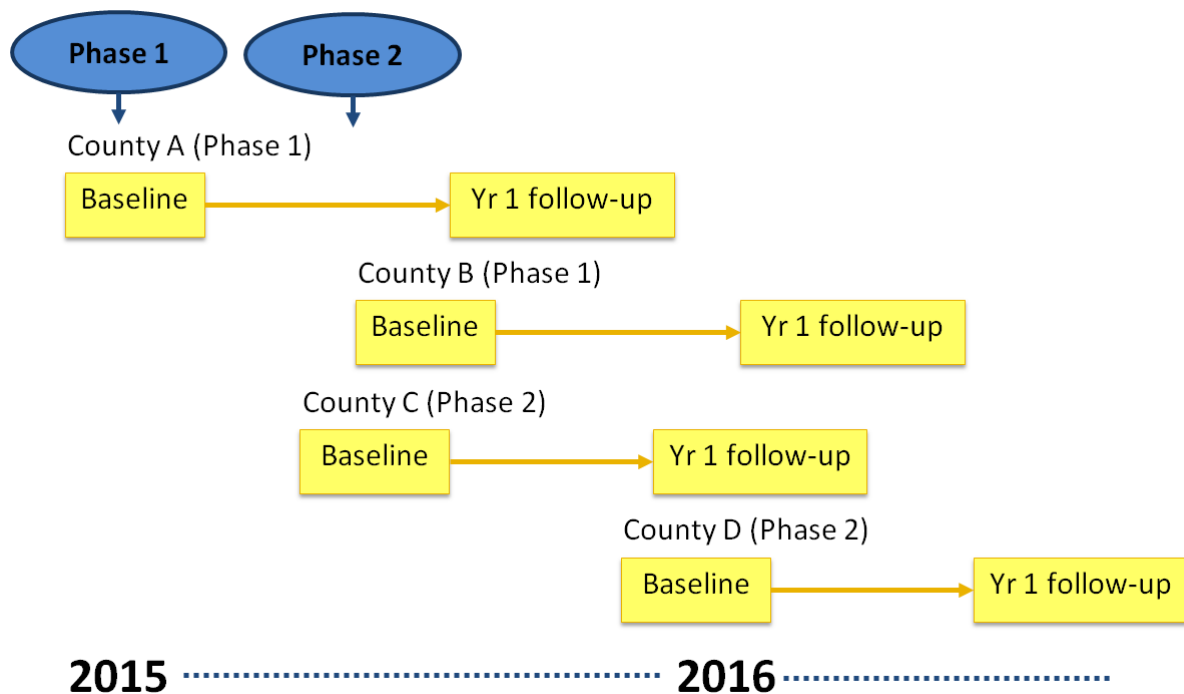 Phase 1
Phase 2
County A (Phase 1)
Baseline
Yr 1 follow-up
County B (Phase 1)
Baseline
Yr 1 follow-up
County C (Phase 2)
Baseline
Yr 1 follow-up
County D (Phase 2)
Baseline
Yr 1 follow-up
2015
2016